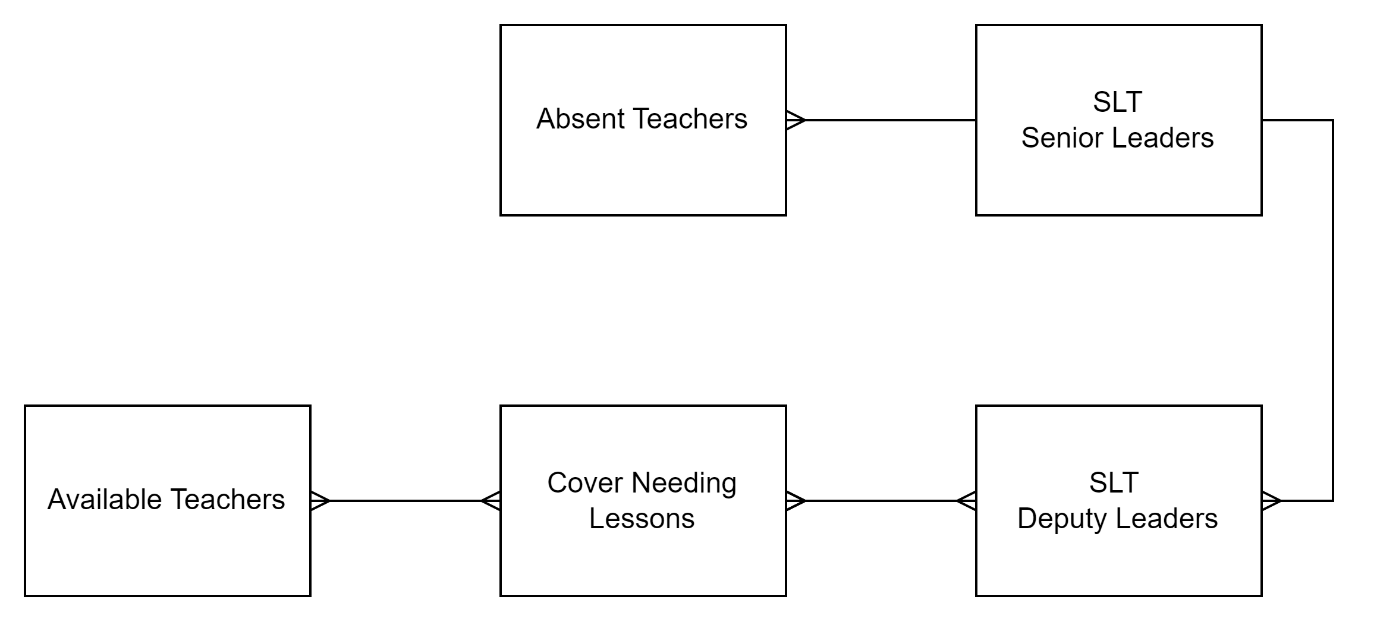 Absent Teachers
SLT
Senior Leaders
Available Teachers
Cover Needing
Lessons
SLT
Deputy Leaders